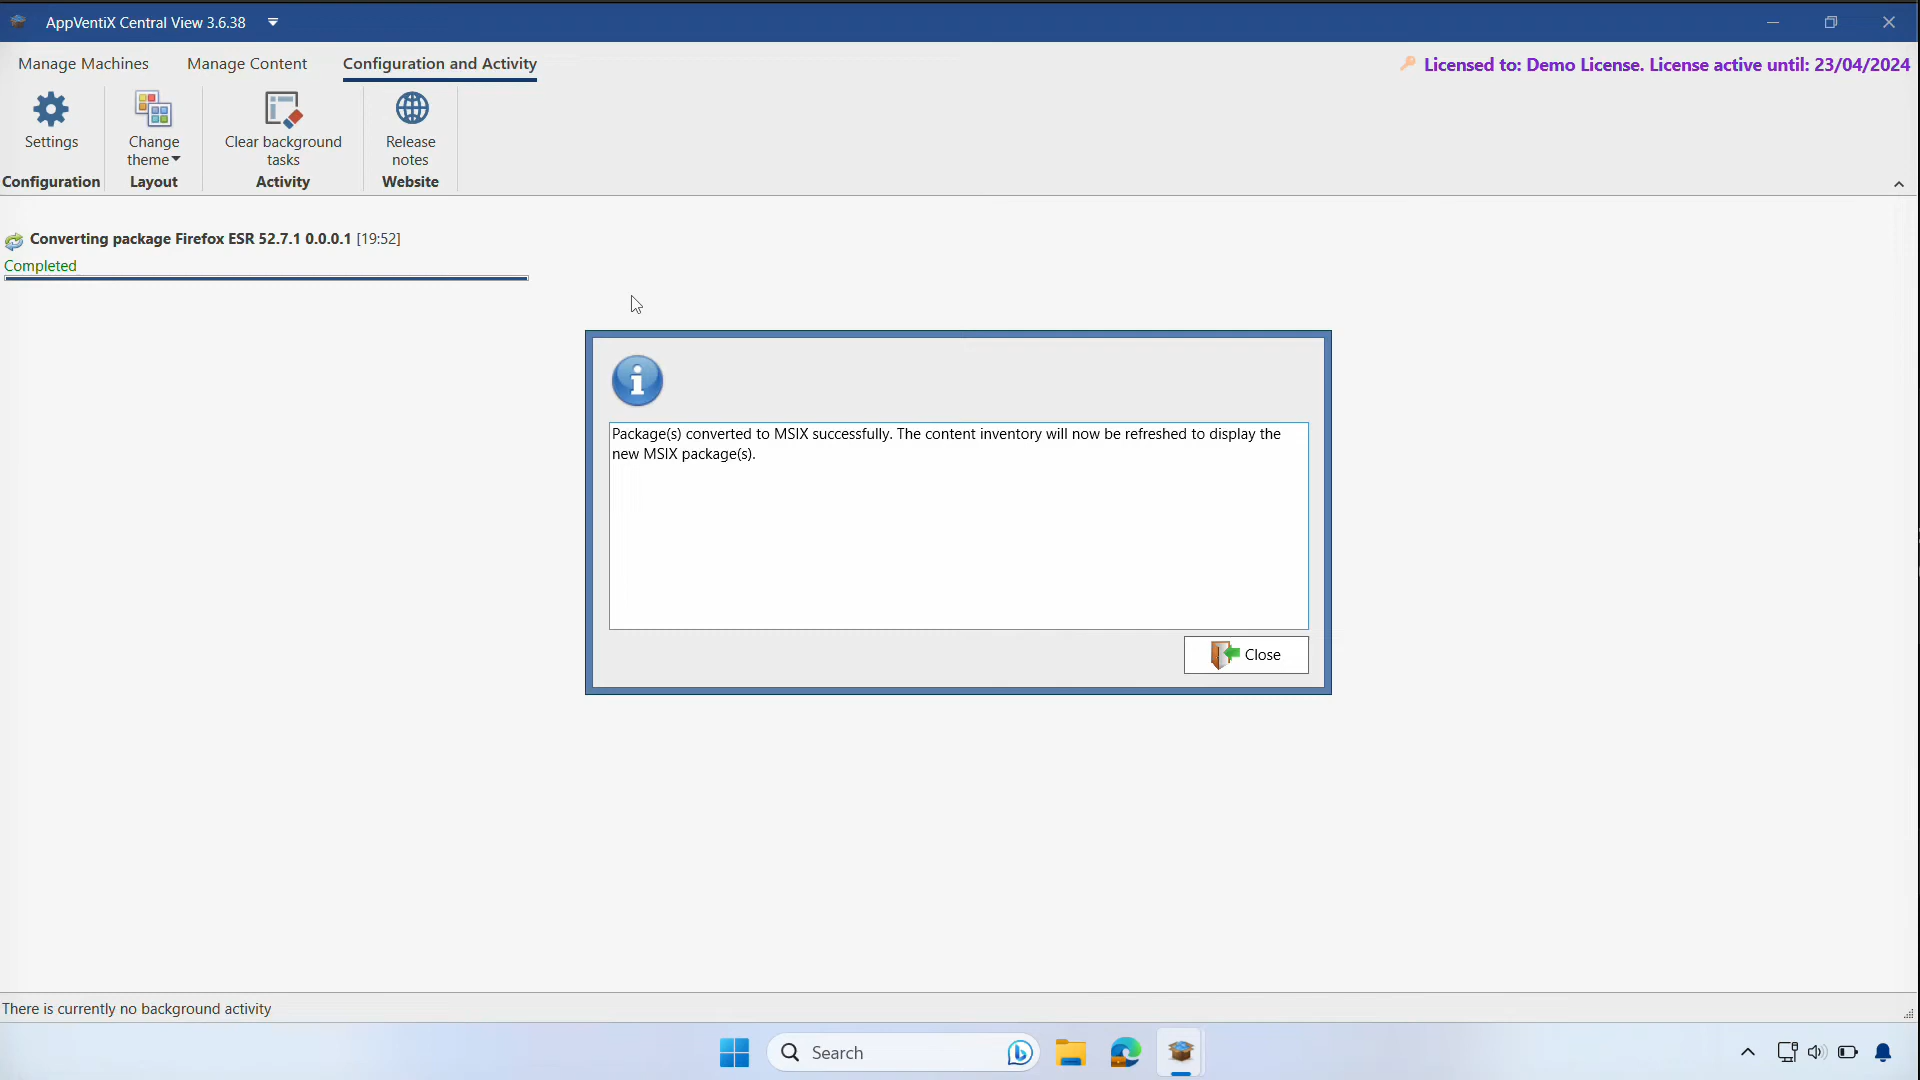 AppVentiX Central View 3.6.38
Manage Machines
Manage Content
Configuration and Activity
Licensed to: Demo License. License active until: 23/04/2024
Settings
Change
theme
Clear background
tasks
Release
notes
Configuration
Layout
Activity
Website
Converting package Firefox ESR 52.7.1 0.0.0.1 [19:52]
Completed
Package(s) converted to MSIX successfully. The content inventory will now be refreshed to display the
new MSIX package(s).
Close
There is currently no background activity
Search